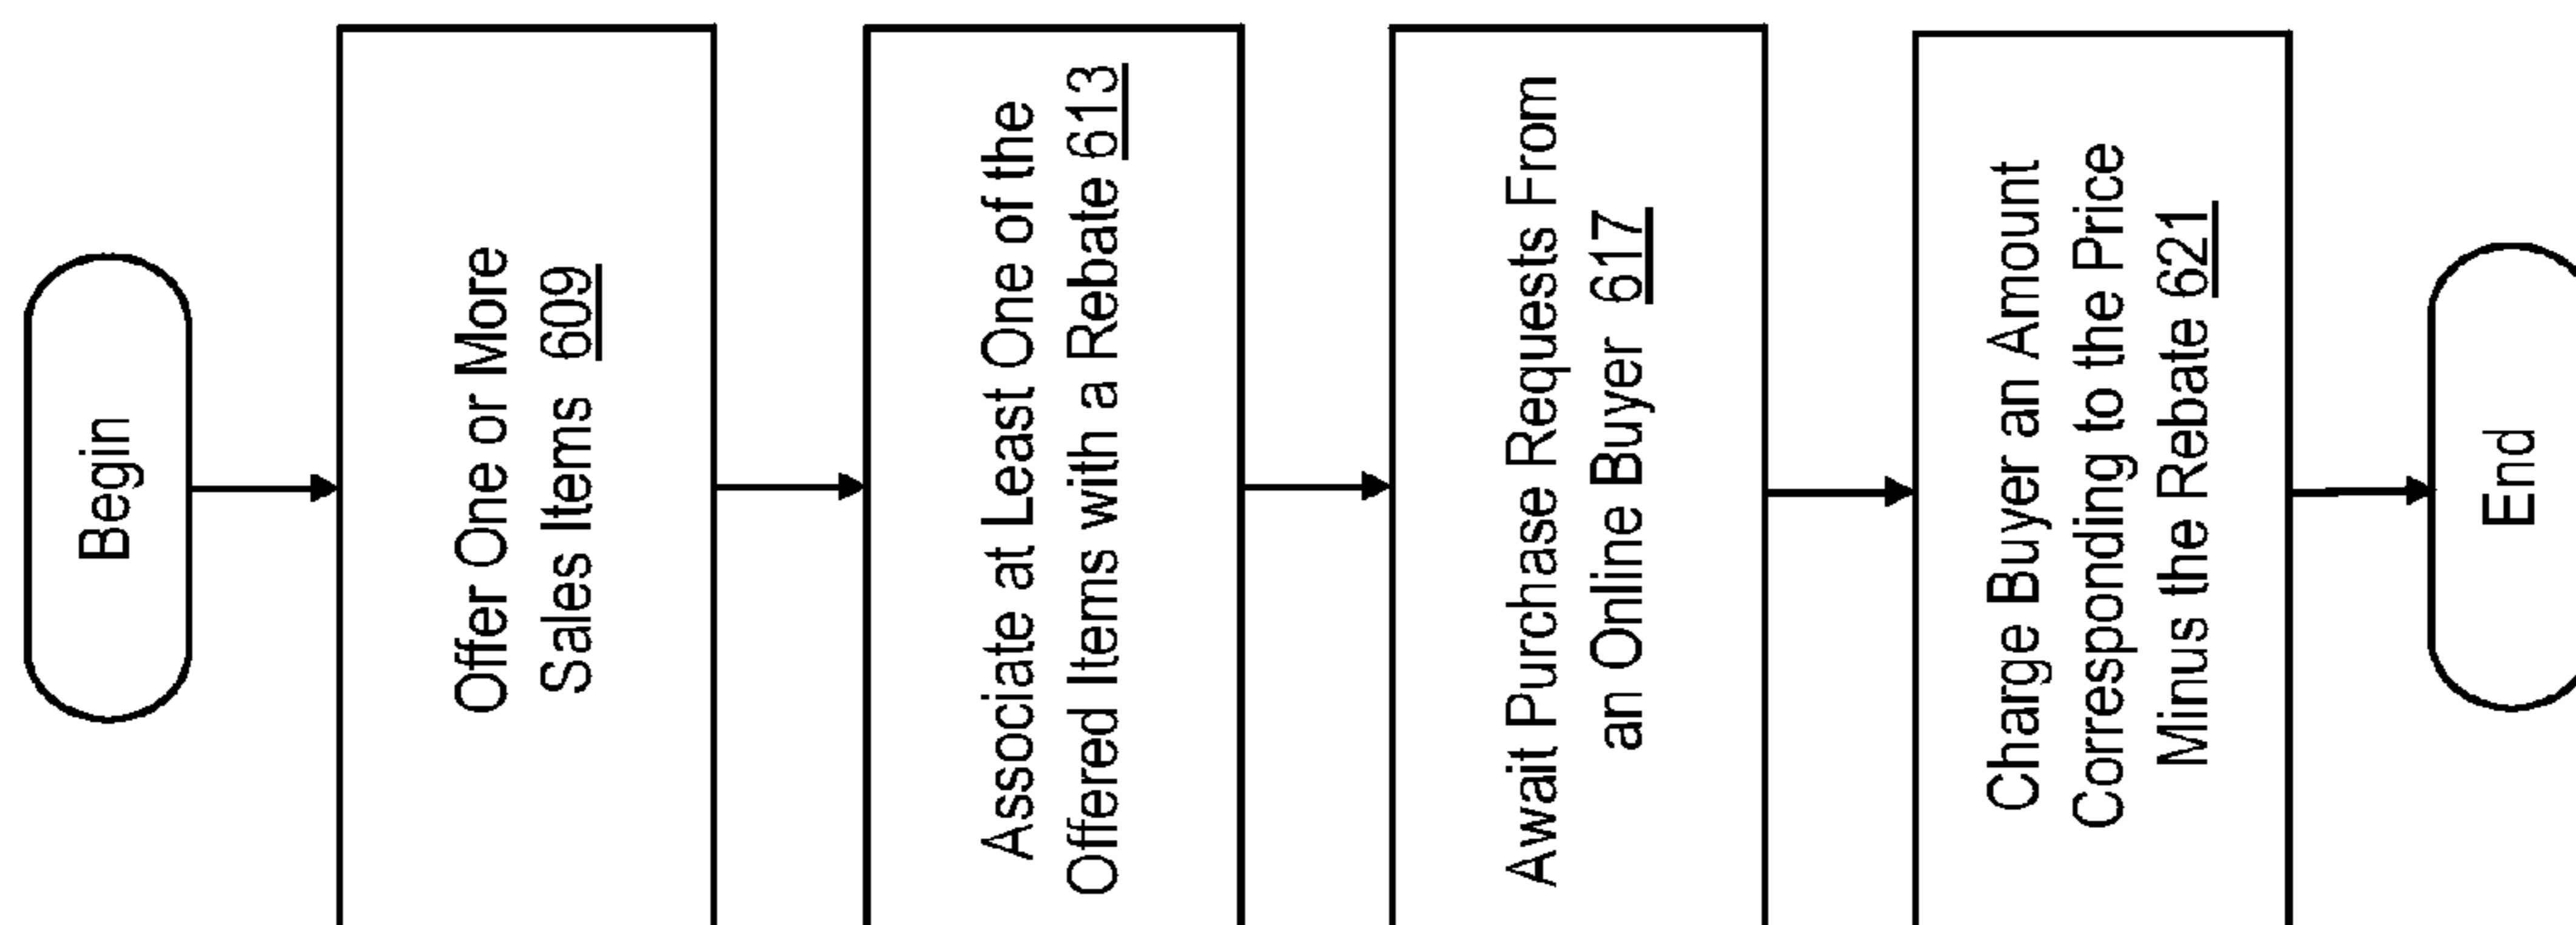 Begin
Offer One or More
Sales Items 609
Associate at Least One of the
Offered Items with a Rebate 613
Await Purchase Requests From
an Online Buyer 617
Charge Buyer an Amount
Corresponding to the Price
Minus the Rebate 621
End